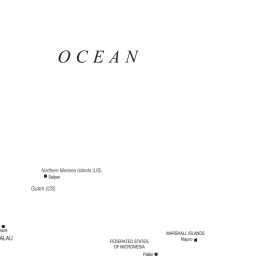 OCEAN
Northern Mariana Islands (US)
Saipan
Guam (US)
ALAU
MARSHALL ISLANDS
Majuro
FEDERATED STATES
OF MICRONESIA
Palikir